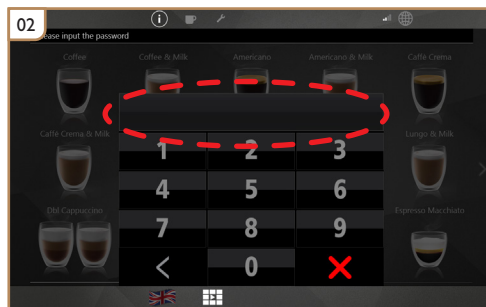 02
ease input the password
Coffee
Coffee & Milk
Americano
Americano & Milk
Caffè Crema
Caffè Crema & Milk
Lungo & Milk
1 2 3
4 5 6
Dbl Cappuccino
Espresso Macchiato
7 8 9
< 0